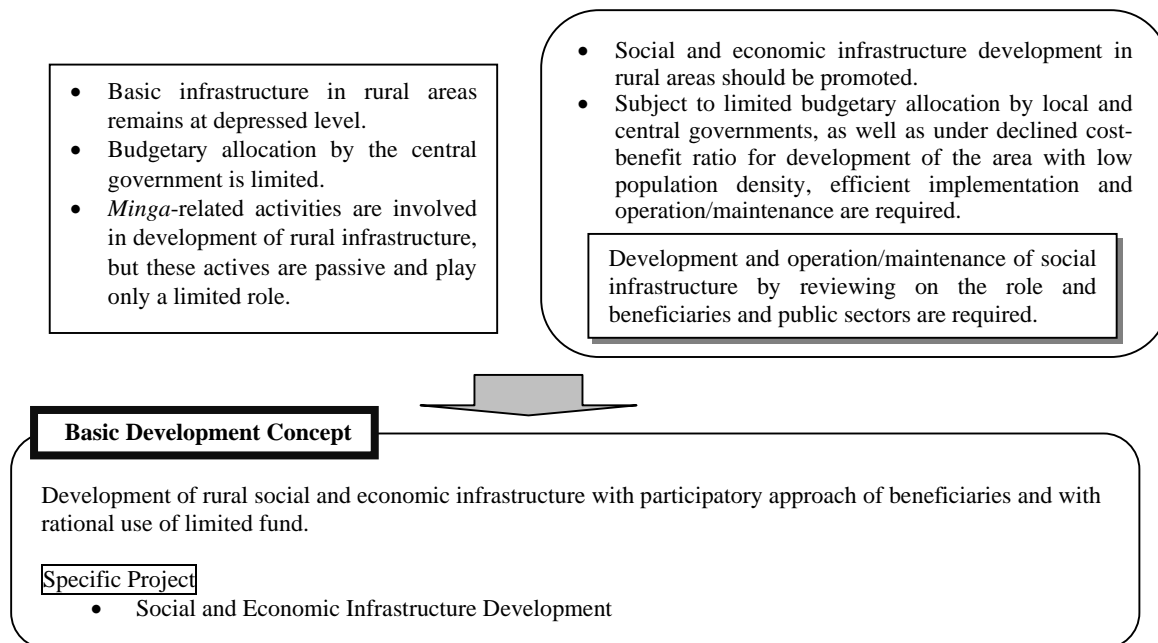 • Basic infrastructure in rural areas
remains at depressed level.
• Budgetary allocation by the central
government is limited.
• Minga-related activities are involved
in development of rural infrastructure,
but these actives are passive and play
only a limited role.
• Social and economic infrastructure development in
rural areas should be promoted.
• Subject to limited budgetary allocation by local and
central governments, as well as under declined cost-
benefit ratio for development of the area with low
population density, efficient implementation and
operation/maintenance are required.
Development and operation/maintenance of social
infrastructure by reviewing on the role and
beneficiaries and public sectors are required.
Basic Development Concept
Development of rural social and economic infrastructure with participatory approach of beneficiaries and with
rational use of limited fund.
Specific Project
• Social and Economic Infrastructure Development